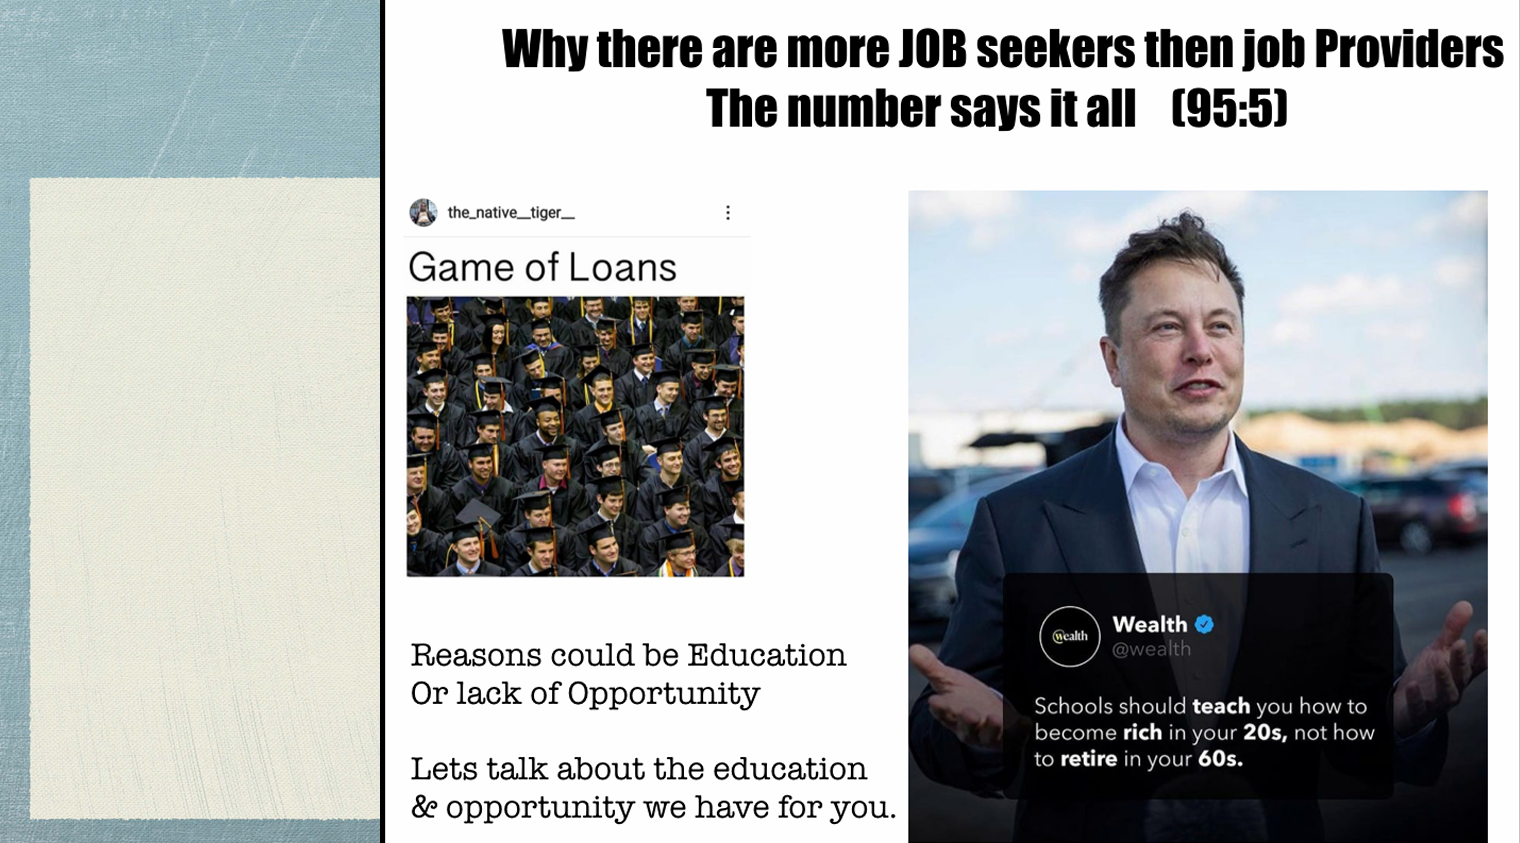 Why there are more JOB seekers then job Providers
The number says it all (95:5)
the_native__tiger__
Game of Loans
Reasons could be Education
Or lack of Opportunity
Lets talk about the education
& opportunity we have for you.
wealth
Wealth
@wealth
Schools should teach you how to
become rich in your 20s, not how
to retire in your 60s.